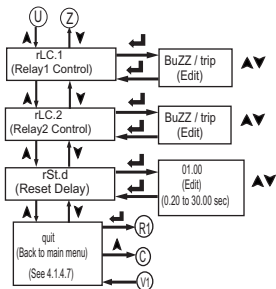 U
Z
rLC.1
(Relay1 Control)
BuZZ / trip
(Edit)
rLC.2
(Relay2 Control)
BuZZ / trip
(Edit)
rSt.d
(Reset Delay)
01.00
(Edit)
(0.20 to 30.00 sec)
quit
(Back to main menu)
(See 4.1.4.7)
R1
C
V1